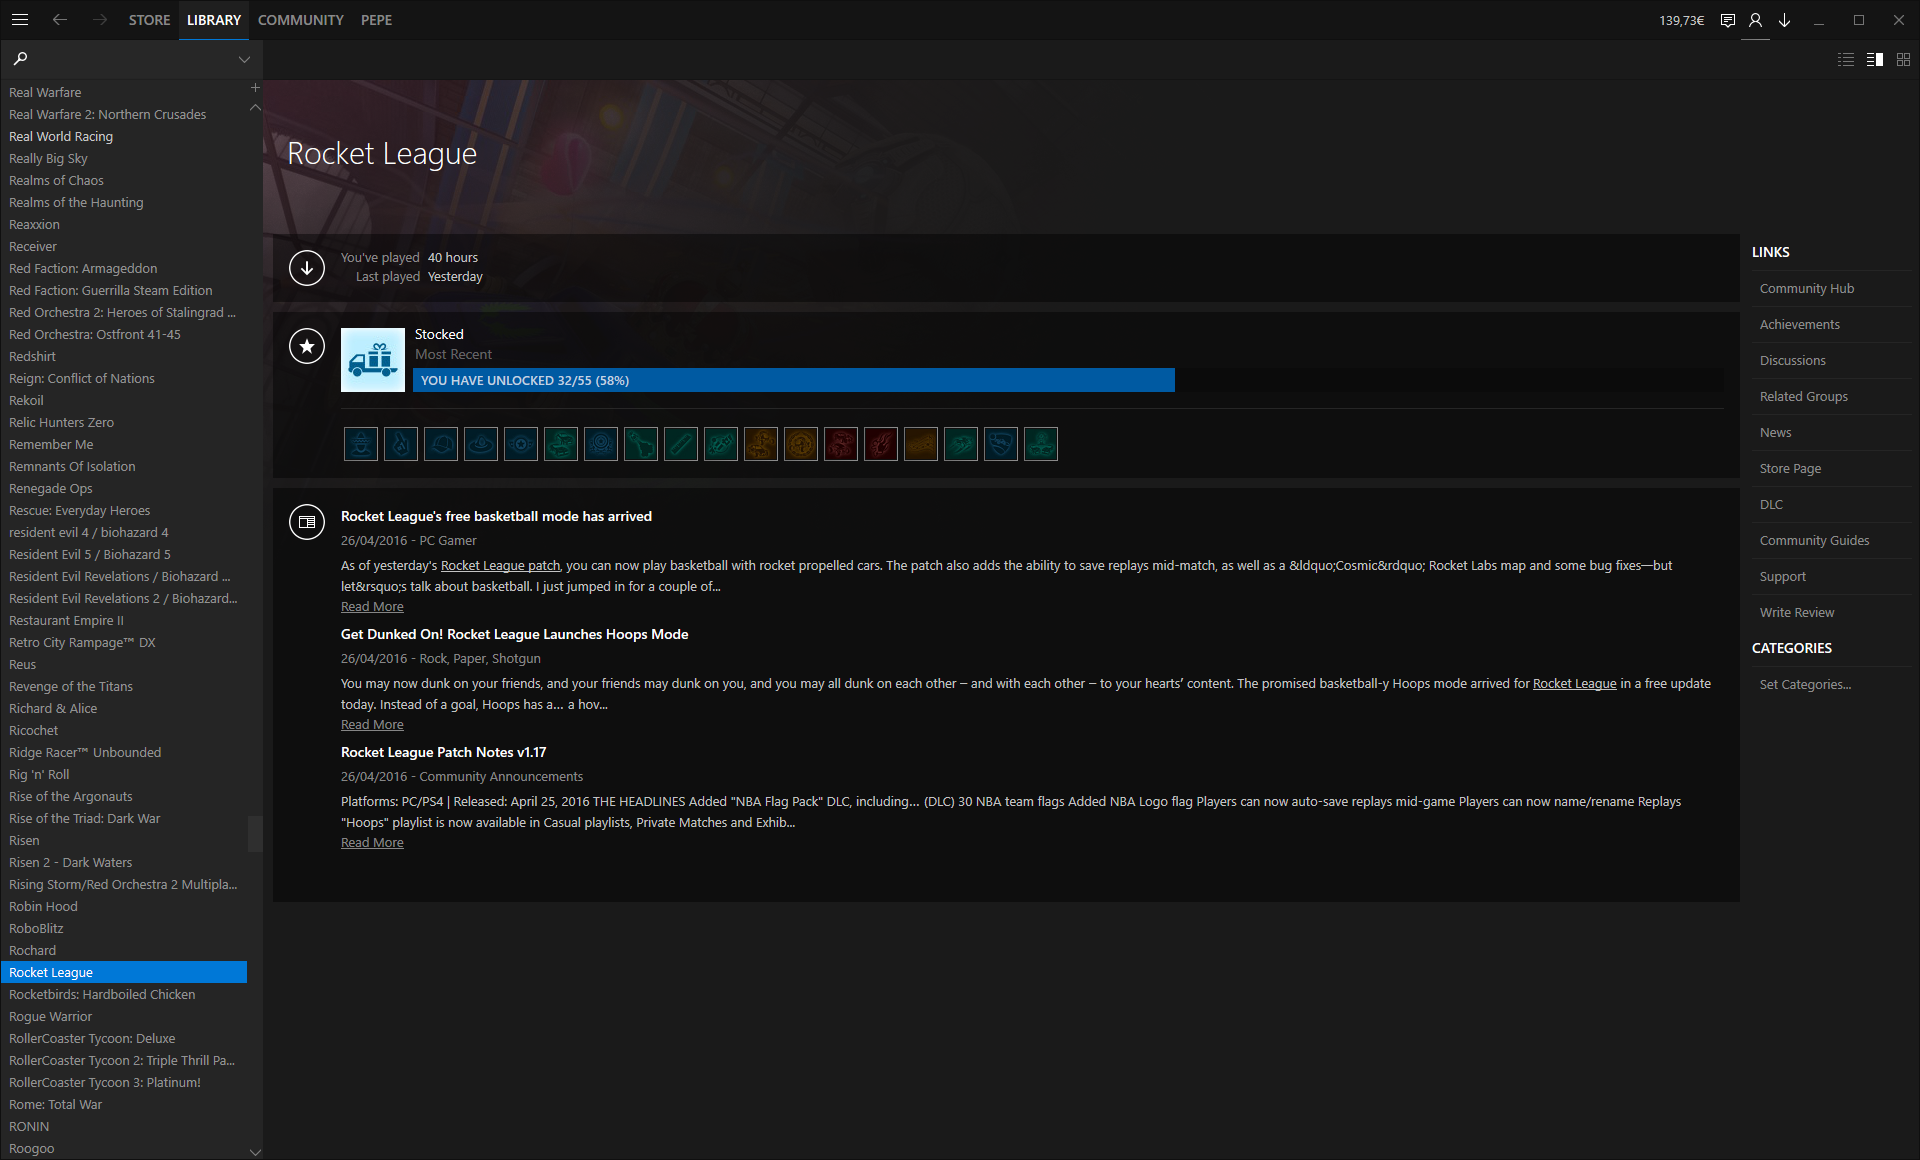 STORE LIBRARY COMMUNITY PEPE
139,73€
Real Warfare
Real Warfare 2: Northern Crusades
Real World Racing
Really Big Sky
Realms of Chaos
Realms of the Haunting
Reaxxion
Receiver
Red Faction: Armageddon
Red Faction: Guerrilla Steam Edition
Red Orchestra 2: Heroes of Stalingrad ...
Red Orchestra: Ostfront 41-45
Redshirt
Reign: Conflict of Nations
Rekoil
Relic Hunters Zero
Remember Me
Remnants Of Isolation
Renegade Ops
Rescue: Everyday Heroes
resident evil 4 / biohazard 4
Resident Evil 5 / Biohazard 5
Resident Evil Revelations / Biohazard ...
Resident Evil Revelations 2 / Biohazard...
Restaurant Empire II
Retro City Rampage™ DX
Reus
Revenge of the Titans
Richard & Alice
Ricochet
Ridge Racer™ Unbounded
Rig 'n' Roll
Rise of the Argonauts
Rise of the Triad: Dark War
Risen
Risen 2 - Dark Waters
Rising Storm/Red Orchestra 2 Multipla...
Robin Hood
RoboBlitz
Rochard
Rocket League
Rocketbirds: Hardboiled Chicken
Rogue Warrior
RollerCoaster Tycoon: Deluxe
RollerCoaster Tycoon 2: Triple Thrill Pa...
RollerCoaster Tycoon 3: Platinum!
Rome: Total War
RONIN
Roogoo
Rocket League
You've played 40 hours
Last played Yesterday
Stocked
Most Recent
YOU HAVE UNLOCKED 32/55 (58%)
Rocket League's free basketball mode has arrived
26/04/2016 - PC Gamer
As of yesterday's Rocket League patch, you can now play basketball with rocket propelled cars. The patch also adds the ability to save replays mid-match, as well as a &ldquo;Cosmic&rdquo; Rocket Labs map and some bug fixes—but
let&rsquo;s talk about basketball. I just jumped in for a couple of...
Read More
Get Dunked On! Rocket League Launches Hoops Mode
26/04/2016 - Rock, Paper, Shotgun
You may now dunk on your friends, and your friends may dunk on you, and you may all dunk on each other – and with each other – to your hearts’ content. The promised basketball-y Hoops mode arrived for Rocket League in a free update
today. Instead of a goal, Hoops has a… a hov...
Read More
Rocket League Patch Notes v1.17
26/04/2016 - Community Announcements
Platforms: PC/PS4 | Released: April 25, 2016 THE HEADLINES Added "NBA Flag Pack" DLC, including… (DLC) 30 NBA team flags Added NBA Logo flag Players can now auto-save replays mid-game Players can now name/rename Replays
"Hoops" playlist is now available in Casual playlists, Private Matches and Exhib...
Read More
LINKS
Community Hub
Achievements
Discussions
Related Groups
News
Store Page
DLC
Community Guides
Support
Write Review
CATEGORIES
Set Categories...